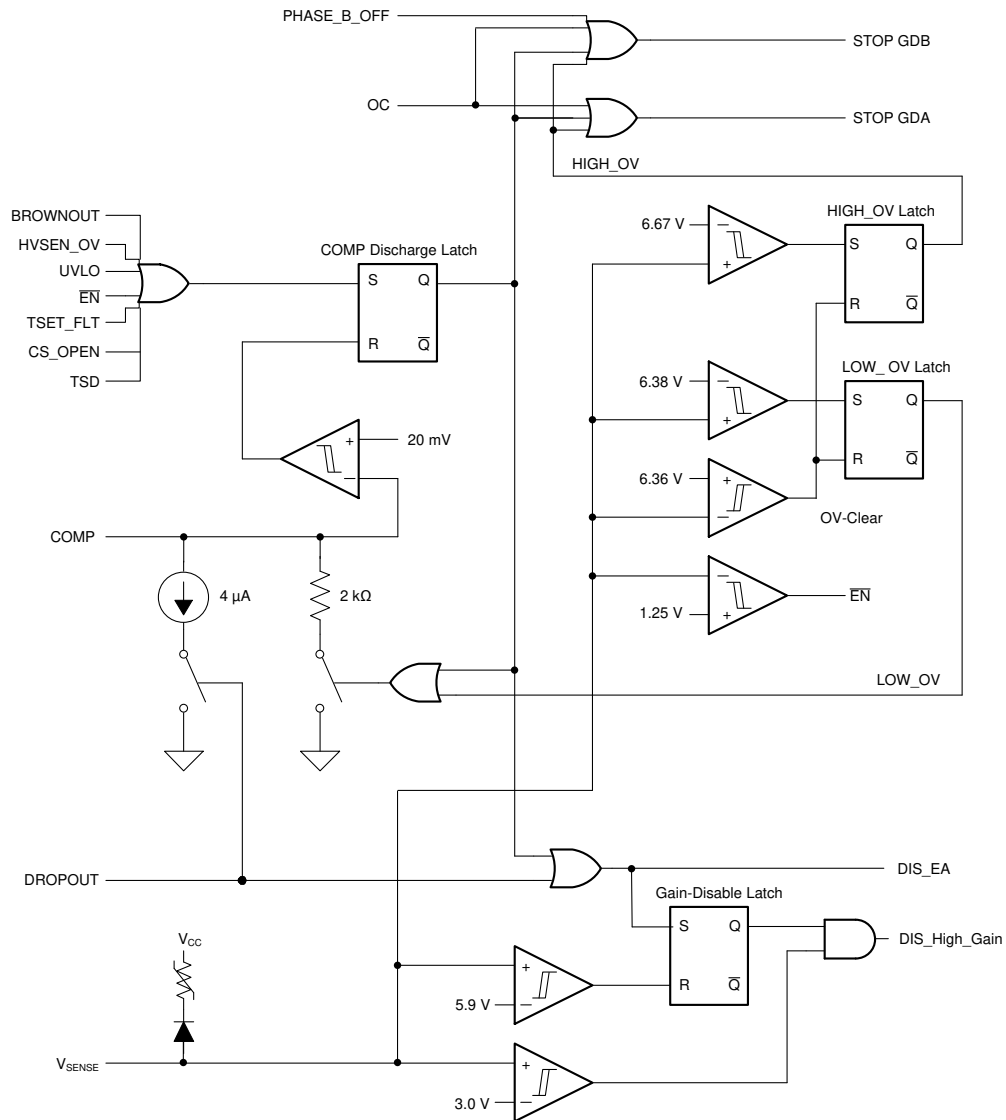 PHASE_B_OFF
STOP GDB
OC
STOP GDA
HIGH_OV
BROWNOUT
HVSEN_OV
UVLO
E̅N̅
TSET_FLT
CS_OPEN
TSD
COMP Discharge Latch
S Q
R Q̅
6.67 V
−
+
HIGH_OV Latch
S Q
R Q̅
6.38 V
−
+
LOW_ OV Latch
S Q
R Q̅
+
20 mV
−
6.36 V
+
−
OV-Clear
COMP
4 µA
2 kΩ
−
1.25 V
+
E̅N̅
LOW_OV
DROPOUT
DIS_EA
Gain-Disable Latch
S Q
R Q̅
DIS_High_Gain
VCC
+
5.9 V
−
VSENSE
+
3.0 V
−